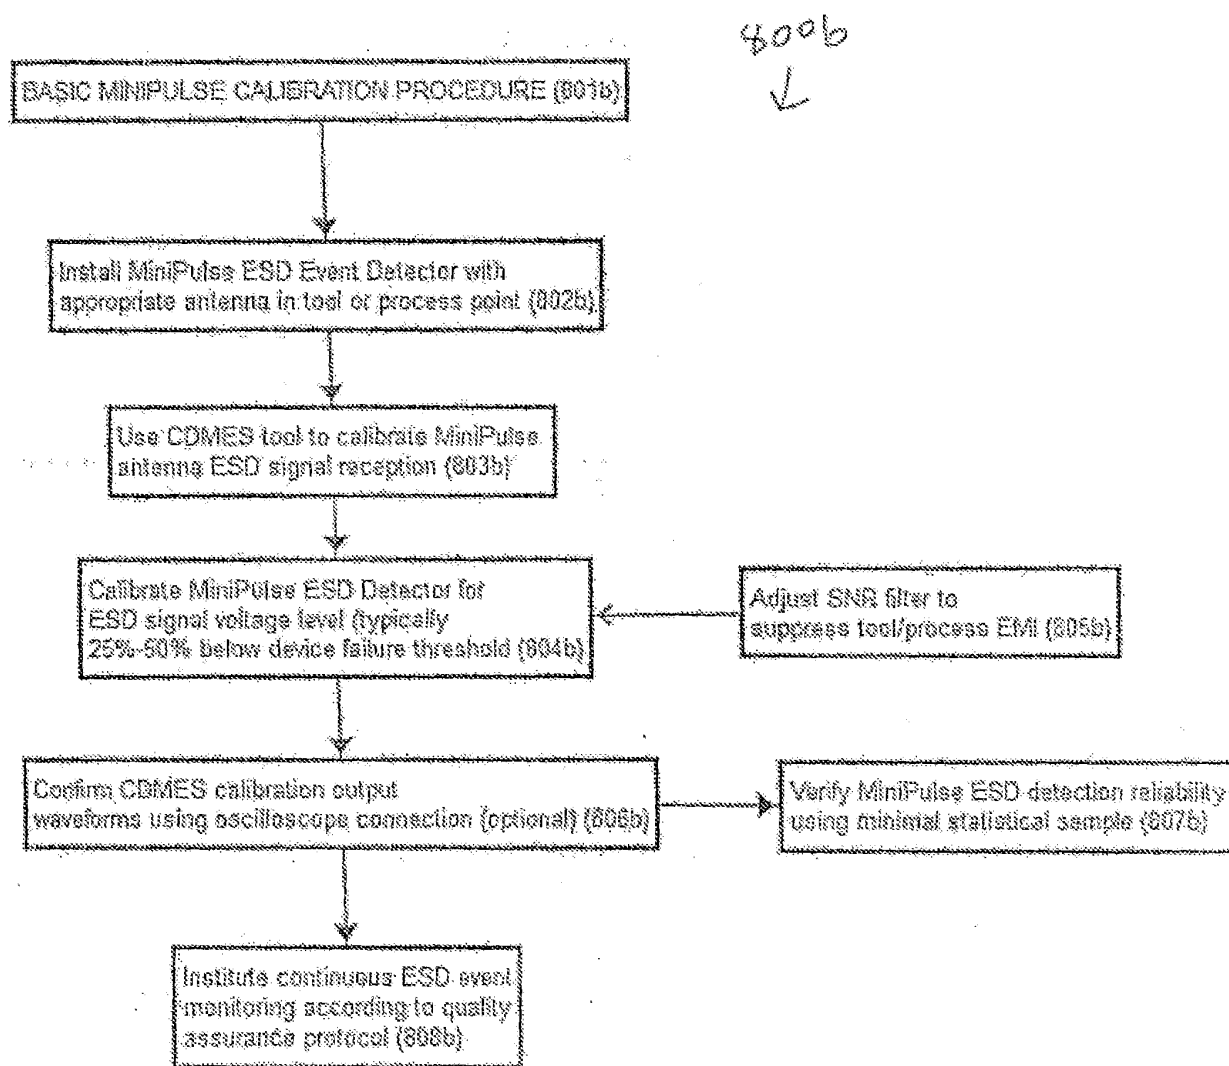 800b
BASIC MINIPULSE CALIBRATION PROCEDURE (801b)
Install MiniPulse ESD Event Detector with
appropriate antenna in tool or process point (802b)
Use CDMES tool to calibrate MiniPulse
antenna ESD signal reception (803b)
Calibrate MiniPulse ESD Detector for
ESD signal voltage level (typically
25%-50% below device failure threshold (804b)
Adjust SNR filter to
suppress tool/process EMI (805b)
Confirm CDMES calibration output
waveforms using oscilloscope connection (optional) (806b)
Verify MiniPulse ESD detection reliability
using minimal statistical sample (807b)
Institute continuous ESD event
monitoring according to quality
assurance protocol (808b)